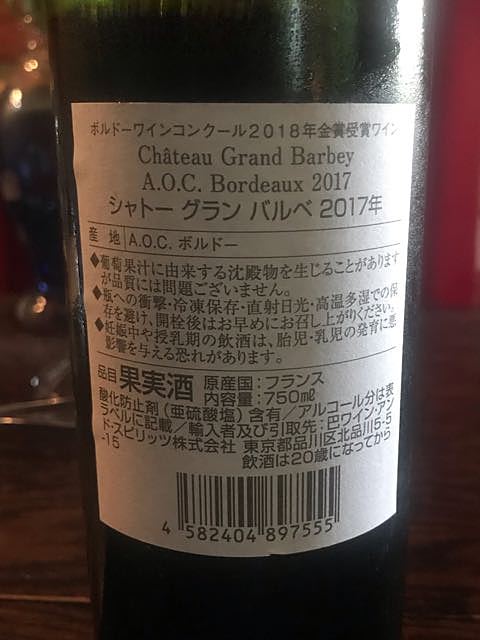 ボルドーワインコンクール2018年金賞受賞ワイン
Château Grand Barbey
A.O.C. Bordeaux 2017
シャトー グラン バルベ 2017年
産 地 A.O.C. ボルドー
◆葡萄果汁に由来する沈殿物を生じることがあります
が品質には問題ございません。
◆瓶への衝撃・冷凍保存・直射日光・高温多湿での保
存を避け、開栓後はお早めにお召し上がりください。
◆妊娠中や授乳期の飲酒は、胎児・乳児の発育に悪
影響を与える恐れがあります。
品目 果実酒 原産国：フランス
内容量：750mℓ
酸化防止剤（亜硫酸塩）含有／アルコール分は表
ラベルに記載／輸入者及び引取先：巴ワイン・アン
ド・スピリッツ株式会社 東京都品川区北品川5-5
-15 飲酒は20歳になってから
4 582404 897555